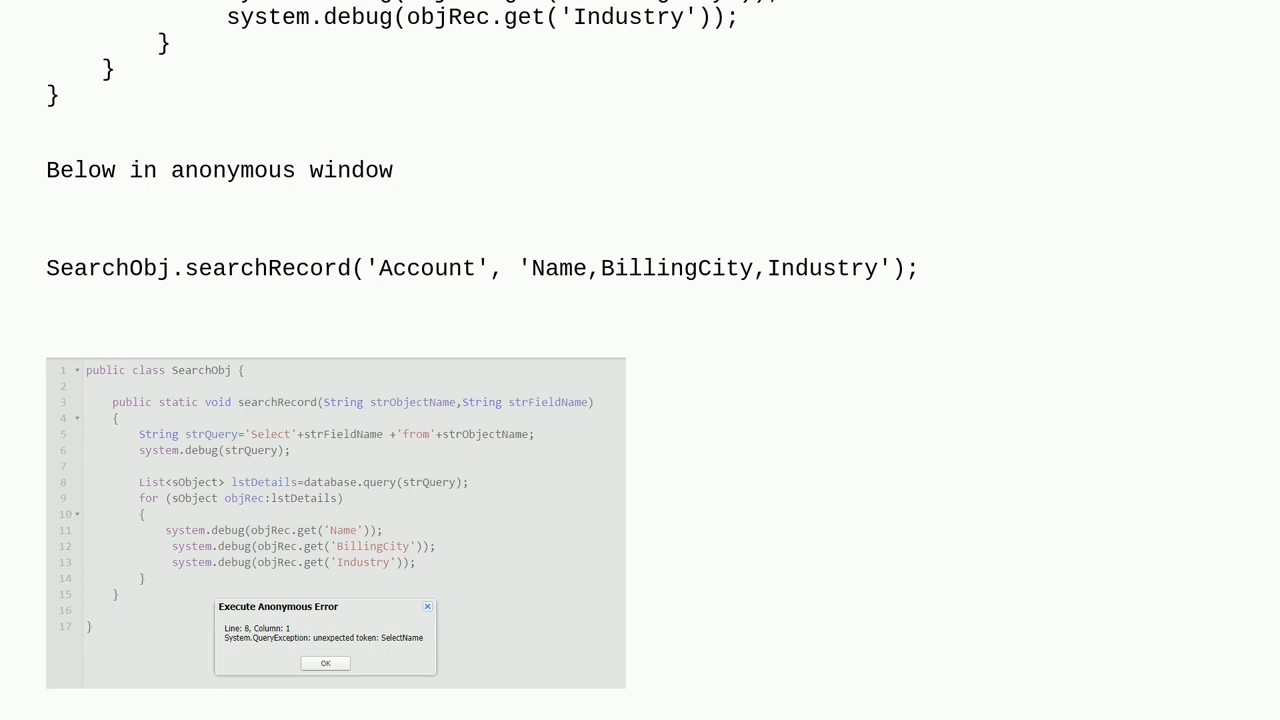 system.debug(objRec.get('Industry'));
}
}
}
Below in anonymous window
SearchObj.searchRecord('Account', 'Name,BillingCity,Industry');
1 public class SearchObj {
2
3 public static void searchRecord(String strObjectName,String strFieldName)
4 {
5 String strQuery='Select'+strFieldName +'from'+strObjectName;
6 system.debug(strQuery);
7
8 List<sObject> lstDetails=database.query(strQuery);
9 for (sObject objRec:lstDetails)
10 {
11 system.debug(objRec.get('Name'));
12 system.debug(objRec.get('BillingCity'));
13 system.debug(objRec.get('Industry'));
14 }
15 }
16
17 }
Execute Anonymous Error
Line: 8, Column: 1
System.QueryException: unexpected token: SelectName
OK